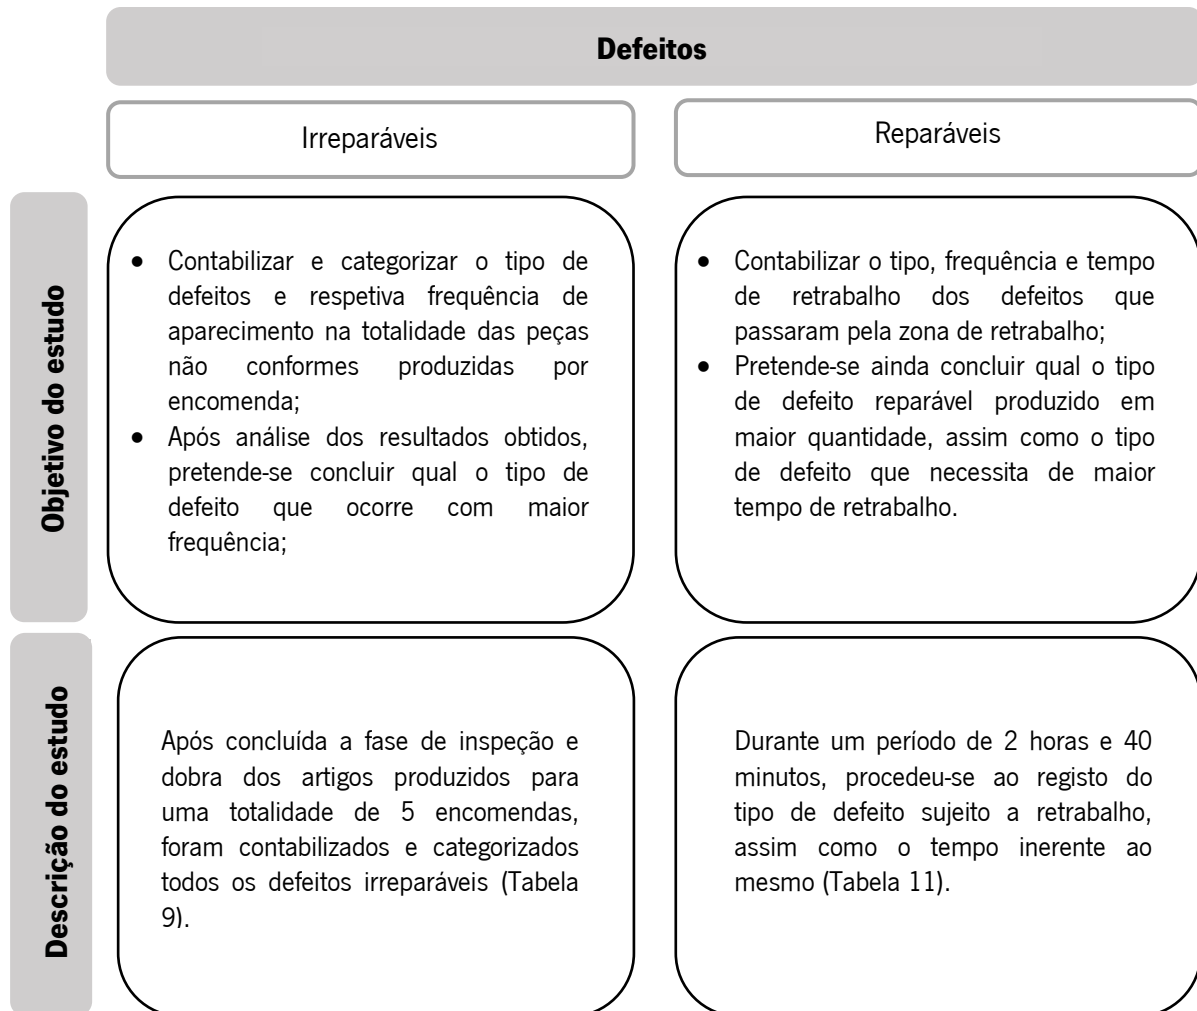 Defeitos
Irreparáveis
Reparáveis
Objetivo do estudo
• Contabilizar e categorizar o tipo de
defeitos e respetiva frequência de
aparecimento na totalidade das peças
não conformes produzidas por
encomenda;
• Após análise dos resultados obtidos,
pretende-se concluir qual o tipo de
defeito que ocorre com maior
frequência;
• Contabilizar o tipo, frequência e tempo
de retrabalho dos defeitos que
passaram pela zona de retrabalho;
• Pretende-se ainda concluir qual o tipo
de defeito reparável produzido em
maior quantidade, assim como o tipo
de defeito que necessita de maior
tempo de retrabalho.
Descrição do estudo
Após concluída a fase de inspeção e
dobra dos artigos produzidos para
uma totalidade de 5 encomendas,
foram contabilizados e categorizados
todos os defeitos irreparáveis (Tabela
9).
Durante um período de 2 horas e 40
minutos, procedeu-se ao registo do
tipo de defeito sujeito a retrabalho,
assim como o tempo inerente ao
mesmo (Tabela 11).